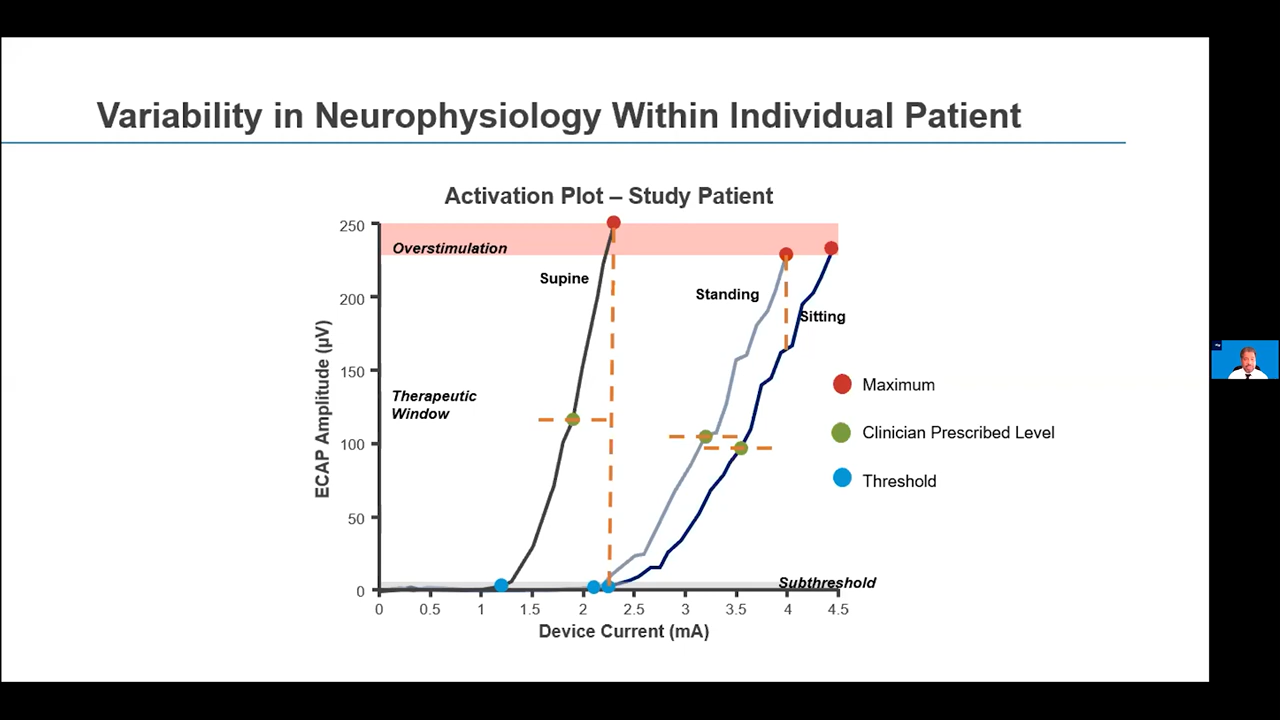 Variability in Neurophysiology Within Individual Patient
Activation Plot – Study Patient
250
200
150
100
50
0
ECAP Amplitude (µV)
Overstimulation
Supine
Standing
Sitting
Therapeutic
Window
Subthreshold
Maximum
Clinician Prescribed Level
Threshold
0 0.5 1 1.5 2 2.5 3 3.5 4 4.5
Device Current (mA)